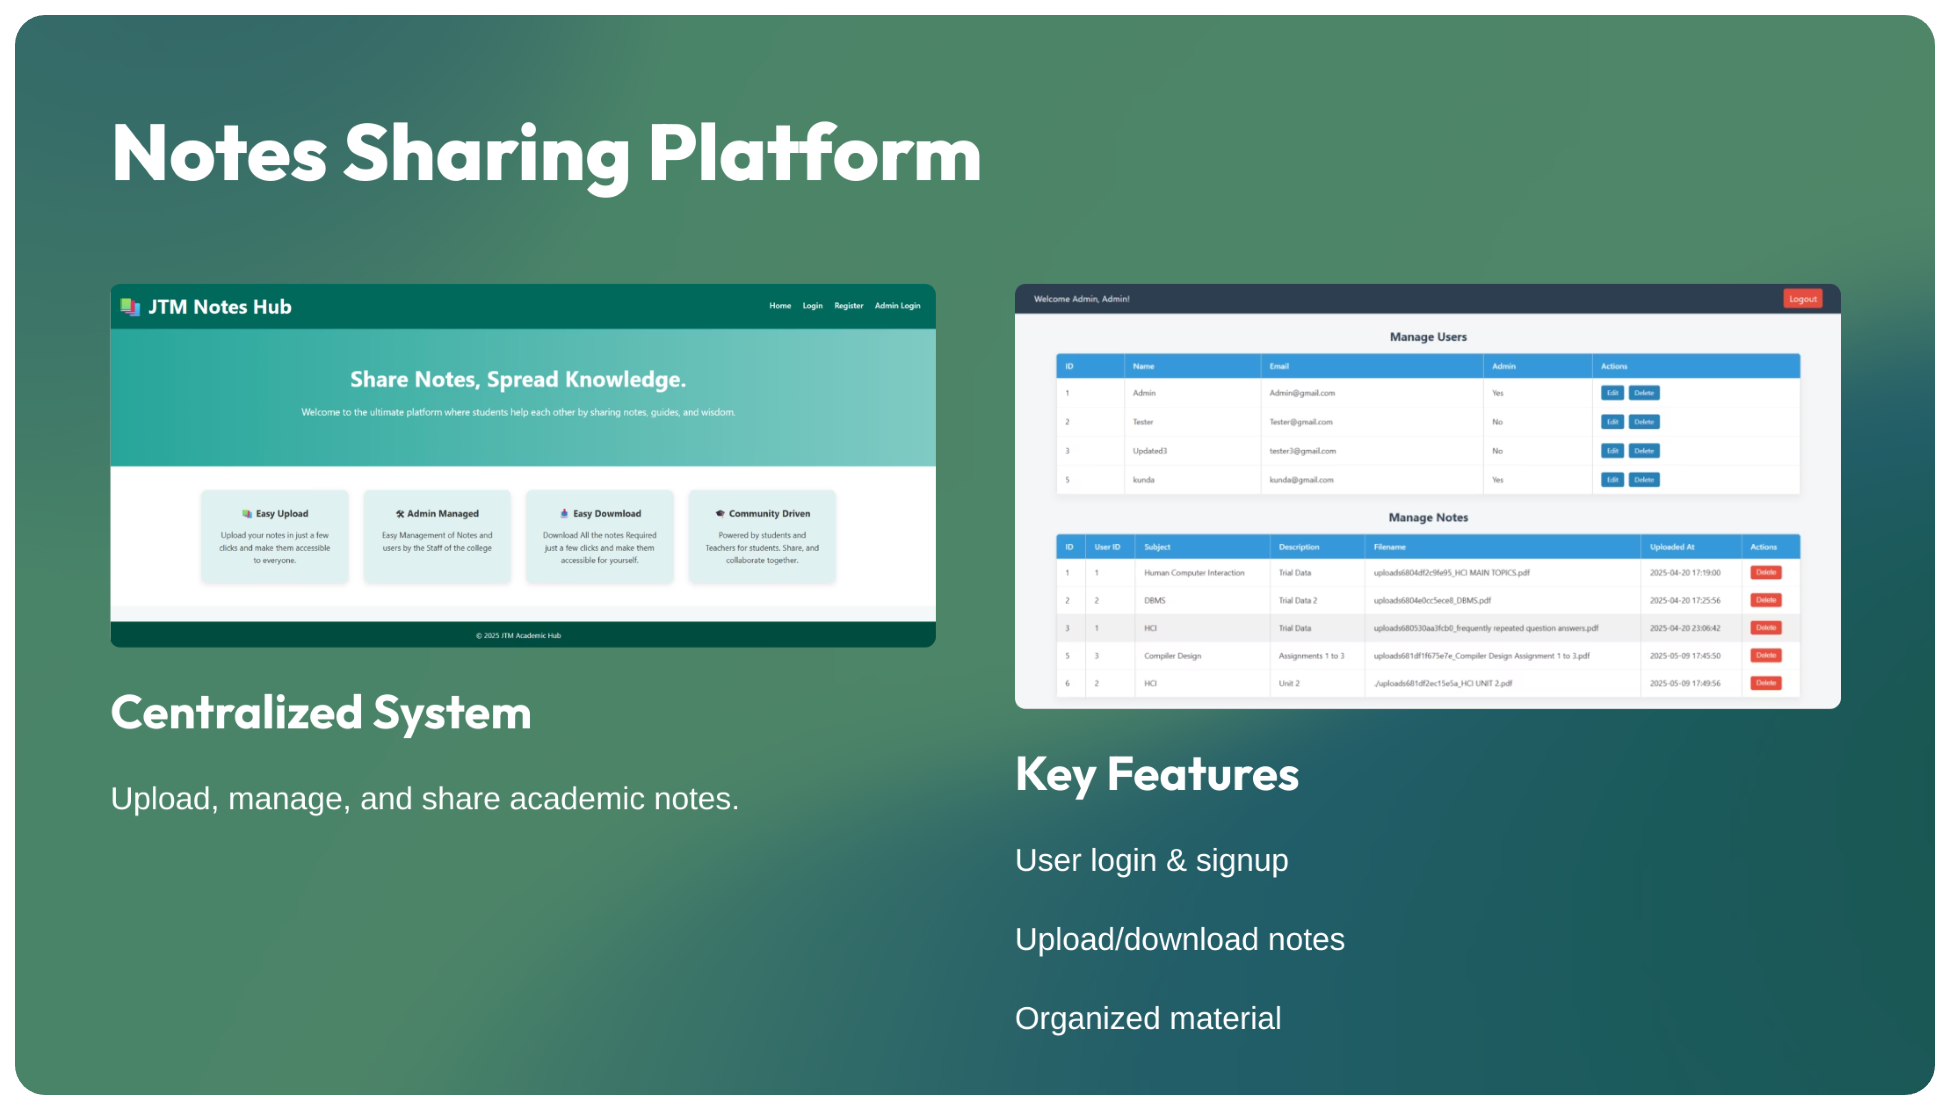 Notes Sharing Platform
JTM Notes Hub
Home Login Register Admin Login
Share Notes, Spread Knowledge.
Welcome to the ultimate platform where students help each other by sharing notes, guides, and wisdom.
Easy Upload
Upload your notes in just a few
clicks and make them accessible
to everyone.
Admin Managed
Easy Management of Notes and
users by the Staff of the college
Easy Dowmload
Download All the notes Required
just a few clicks and make them
accessible for yourself.
Community Driven
Powered by students and
Teachers for students. Share, and
collaborate together.
© 2025 JTM Academic Hub
Centralized System
Upload, manage, and share academic notes.
Welcome Admin, Admin!
Logout
Manage Users
ID Name Email Admin Actions
1 Admin Admin@gmail.com Yes Edit Delete
2 Tester Tester@gmail.com No Edit Delete
3 Updated3 tester3@gmail.com No Edit Delete
5 kunda kunda@gmail.com Yes Edit Delete
Manage Notes
ID User ID Subject Description Filename Uploaded At Actions
1 1 Human Computer Interaction Trial Data uploads6804df2c9fe95_HCI MAIN TOPICS.pdf 2025-04-20 17:19:00 Delete
2 2 DBMS Trial Data 2 uploads6804e0cc5ece8_DBMS.pdf 2025-04-20 17:25:56 Delete
3 1 HCI Trial Data uploads680530aa3fcb0_frequently repeated question answers.pdf 2025-04-20 23:06:42 Delete
5 3 Compiler Design Assignments 1 to 3 uploads681df1f675e7e_Compiler Design Assignment 1 to 3.pdf 2025-05-09 17:45:50 Delete
6 2 HCI Unit 2 ./uploads681df2ec15e5a_HCI UNIT 2.pdf 2025-05-09 17:49:56 Delete
Key Features
User login & signup
Upload/download notes
Organized material